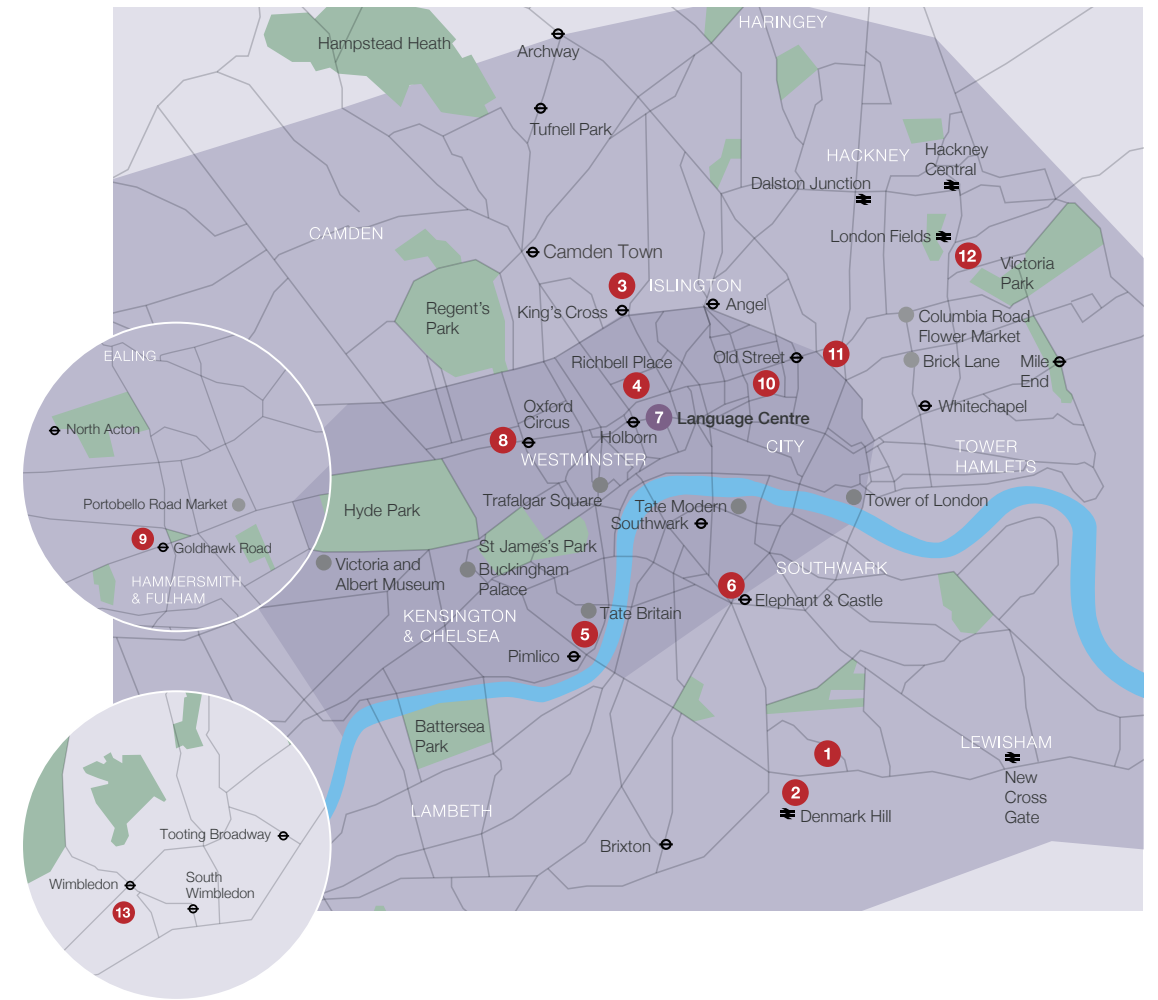 HARINGEY
Hampstead Heath
Archway
Tufnell Park
HACKNEY
Hackney
Central
Dalston Junction
London Fields
12
Victoria
Park
CAMDEN
Camden Town
3
ISLINGTON
King's Cross
Angel
Regent's
Park
Columbia Road
Flower Market
Richbell Place
4
Old Street
11
Brick Lane
Mile
End
10
Oxford
Circus
8
Holborn
7
Language Centre
Whitechapel
WESTMINSTER
CITY
TOWER
HAMLETS
Trafalgar Square
Tate Modern
Tower of London
Southwark
Hyde Park
St James's Park
Victoria and
Albert Museum
Buckingham
Palace
SOUTHWARK
6
Elephant & Castle
KENSINGTON
& CHELSEA
Tate Britain
5
Pimlico
EALING
North Acton
Portobello Road Market
9
Goldhawk Road
HAMMERSMITH
& FULHAM
Battersea
Park
1
LEWISHAM
New
Cross
Gate
2
Denmark Hill
LAMBETH
Brixton
Tooting Broadway
Wimbledon
South
Wimbledon
13